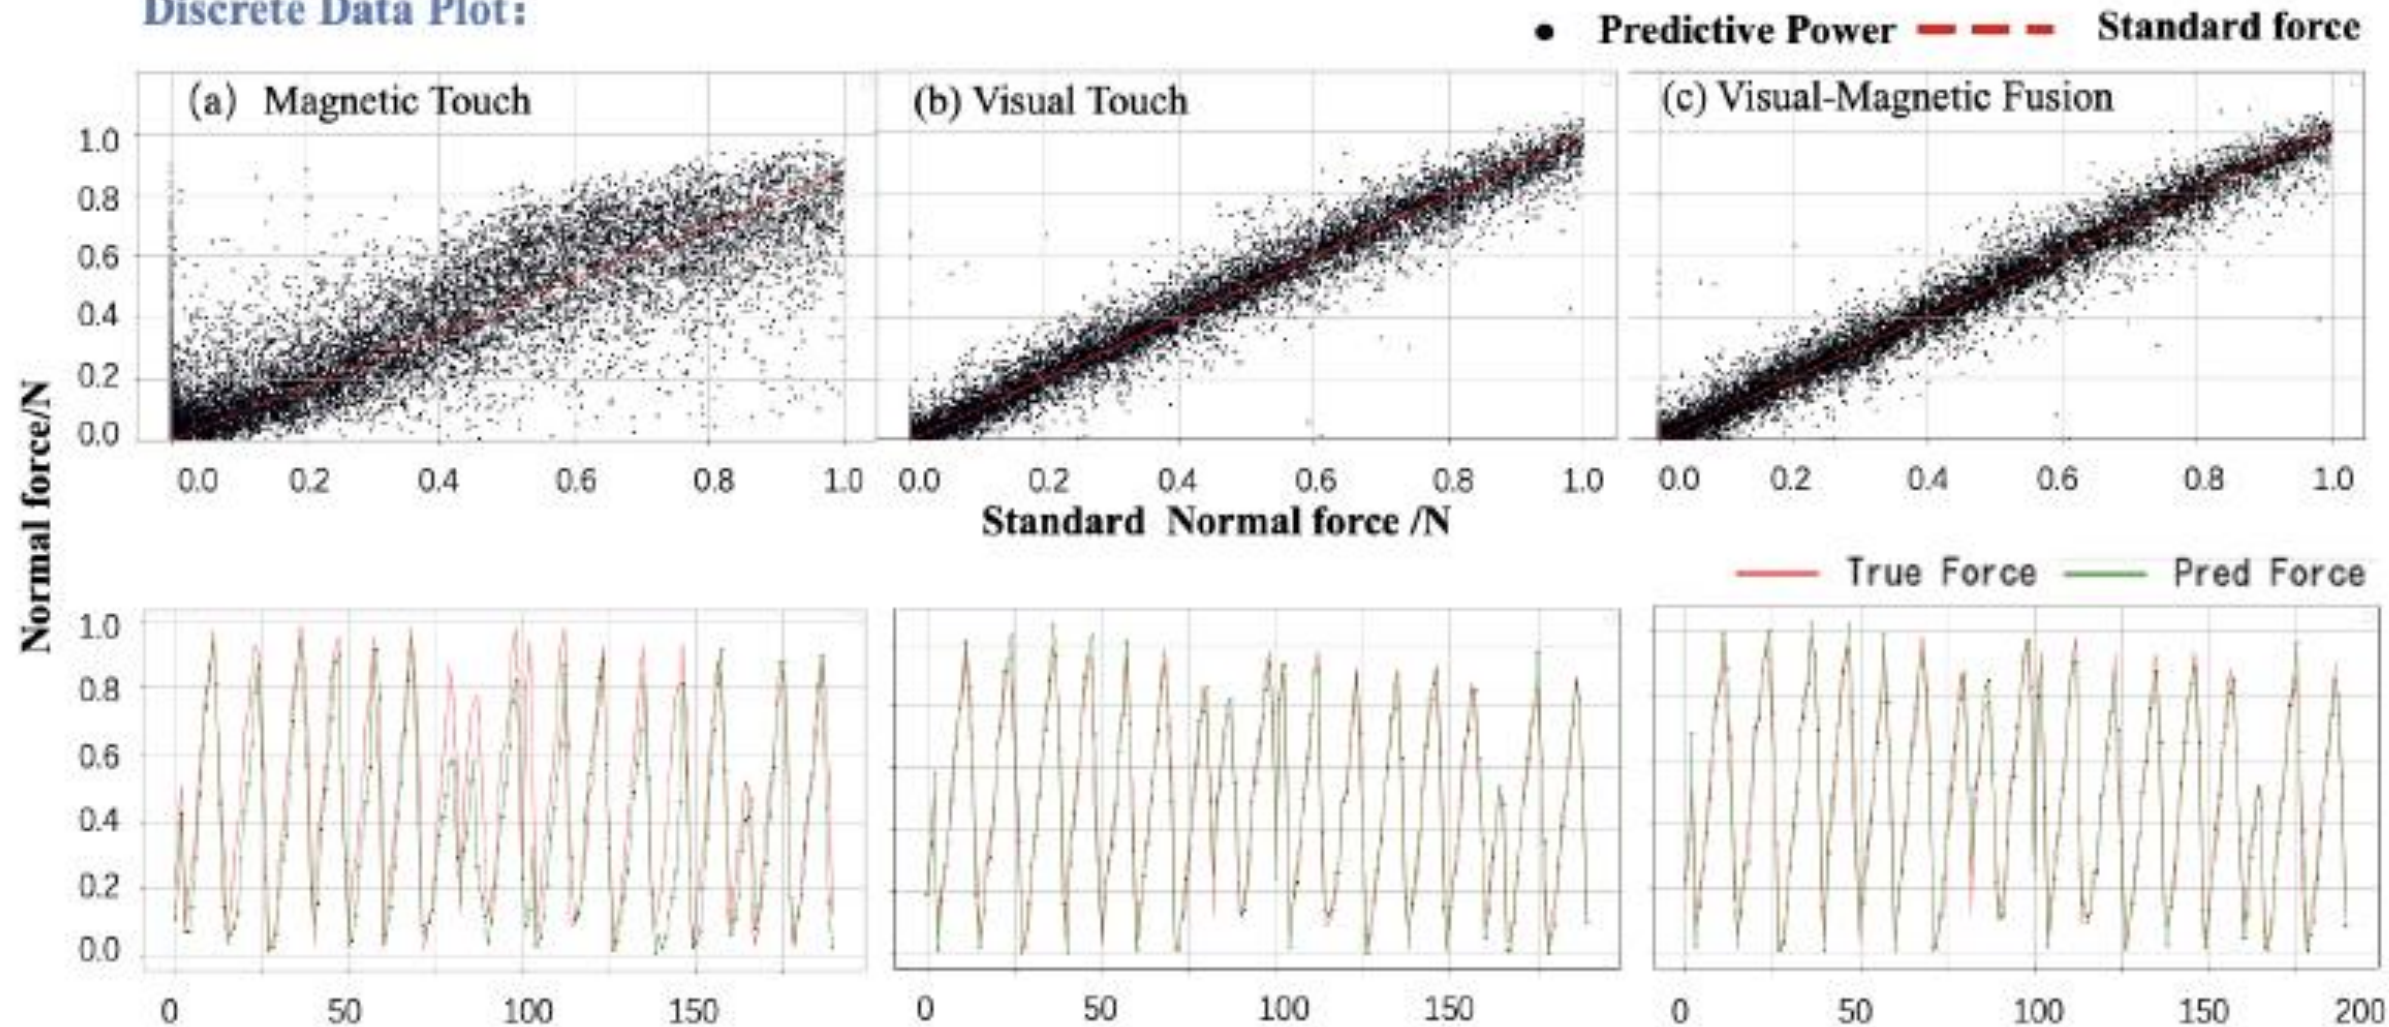 Discrete Data Plot:
● Predictive Power Standard force
(a) Magnetic Touch
(b) Visual Touch
(c) Visual-Magnetic Fusion
1.0
0.8
0.6
0.4
0.2
0.0
0.0 0.2 0.4 0.6 0.8 1.0
0.0 0.2 0.4 0.6 0.8 1.0
0.0 0.2 0.4 0.6 0.8 1.0
Standard Normal force /N
Normal force/N
True Force Pred Force
1.0
0.8
0.6
0.4
0.2
0.0
0 50 100 150
0 50 100 150
0 50 100 150 200